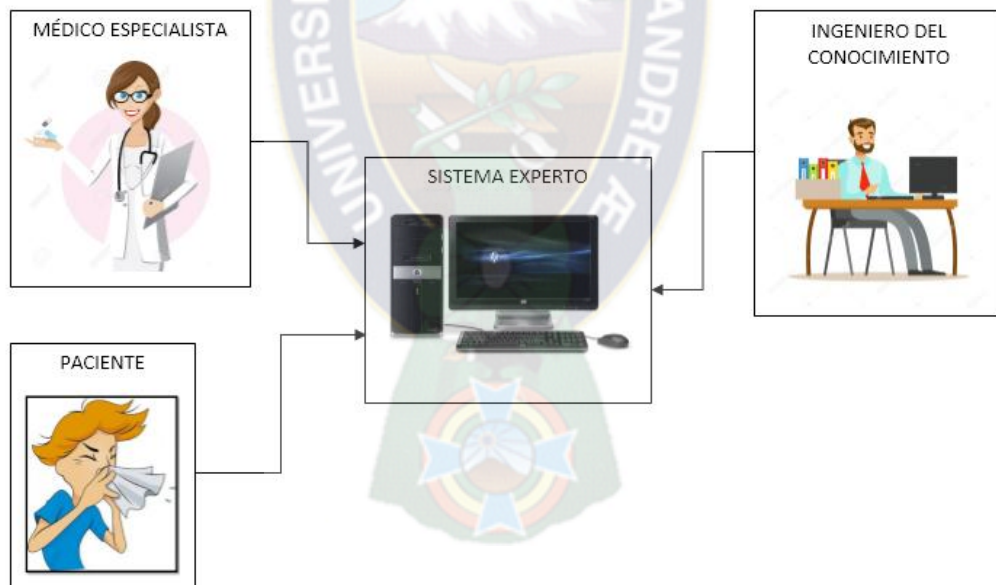 MÉDICO ESPECIALISTA
INGENIERO DEL
CONOCIMIENTO
SISTEMA EXPERTO
PACIENTE